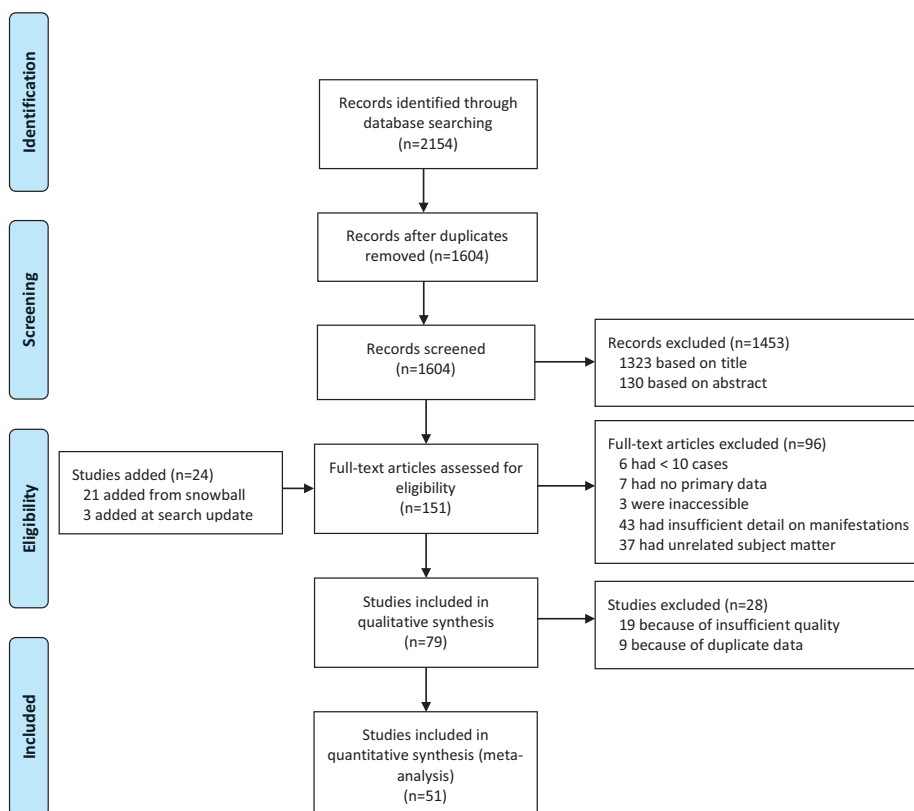 Identification
Records identified through
database searching
(n=2154)
Screening
Records after duplicates
removed (n=1604)
Records screened
(n=1604)
Records excluded (n=1453)
1323 based on title
130 based on abstract
Eligibility
Studies added (n=24)
21 added from snowball
3 added at search update
Full-text articles assessed for
eligibility
(n=151)
Full-text articles excluded (n=96)
6 had < 10 cases
7 had no primary data
3 were inaccessible
43 had insufficient detail on manifestations
37 had unrelated subject matter
Studies included in
qualitative synthesis
(n=79)
Studies excluded (n=28)
19 because of insufficient quality
9 because of duplicate data
Included
Studies included in
quantitative synthesis (meta-
analysis)
(n=51)